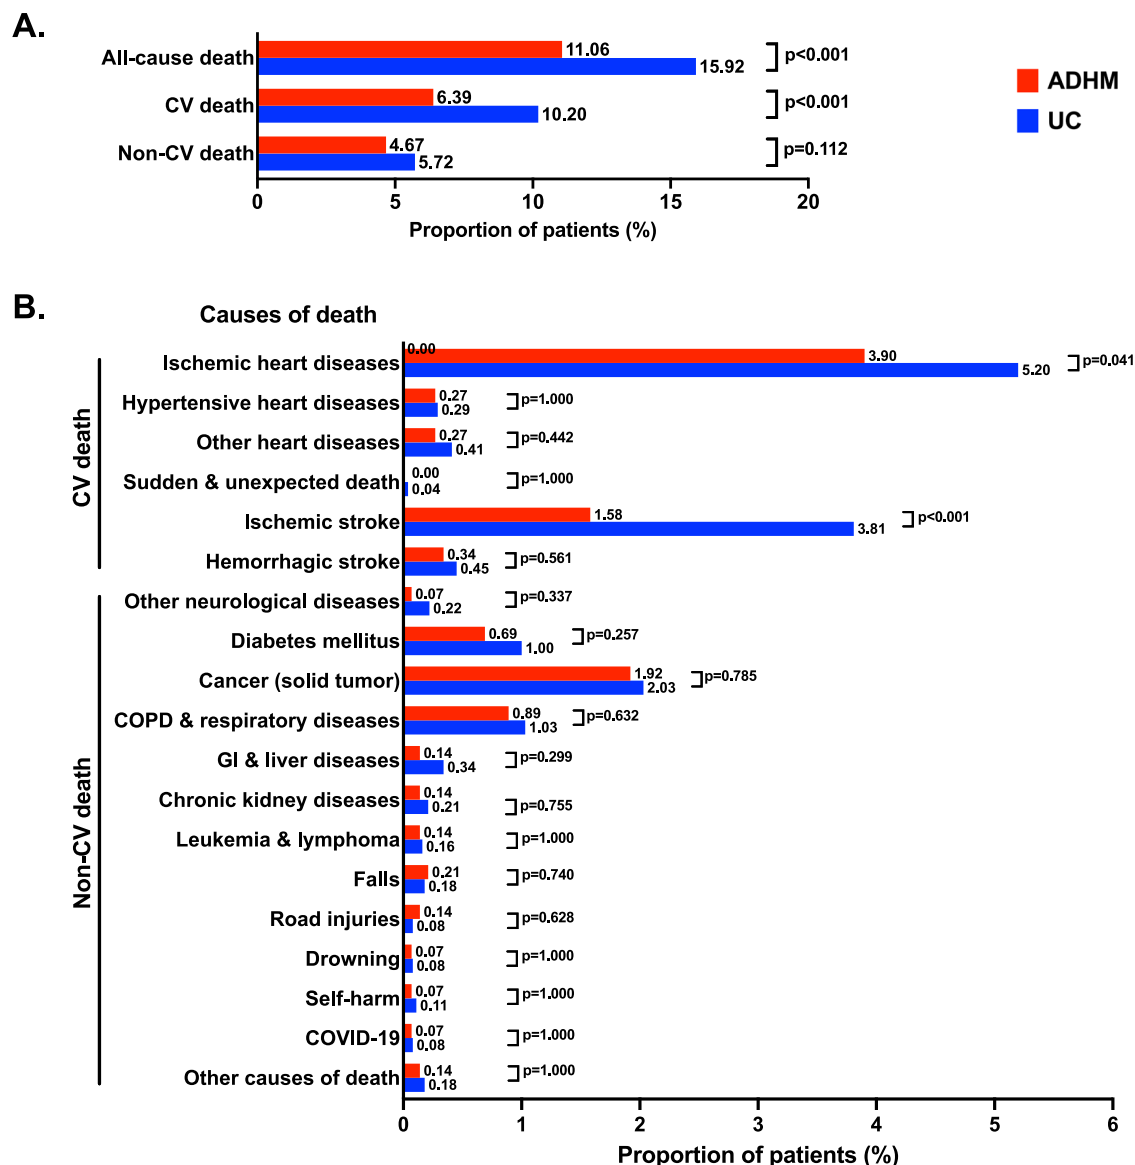 A.
All-cause death 11.06 15.92 p<0.001
CV death 6.39 10.20 p<0.001
Non-CV death 4.67 5.72 p=0.112
0 5 10 15 20
Proportion of patients (%)
ADHM
UC
B.
Causes of death
CV death
Ischemic heart diseases 0.00 3.90 5.20 p=0.041
Hypertensive heart diseases 0.27 0.29 p=1.000
Other heart diseases 0.27 0.41 p=0.442
Sudden & unexpected death 0.00 0.04 p=1.000
Ischemic stroke 1.58 3.81 p<0.001
Hemorrhagic stroke 0.34 0.45 p=0.561
Non-CV death
Other neurological diseases 0.07 0.22 p=0.337
Diabetes mellitus 0.69 1.00 p=0.257
Cancer (solid tumor) 1.92 2.03 p=0.785
COPD & respiratory diseases 0.89 1.03 p=0.632
GI & liver diseases 0.14 0.34 p=0.299
Chronic kidney diseases 0.14 0.21 p=0.755
Leukemia & lymphoma 0.14 0.16 p=1.000
Falls 0.21 0.18 p=0.740
Road injuries 0.14 0.08 p=0.628
Drowning 0.07 0.08 p=1.000
Self-harm 0.07 0.11 p=1.000
COVID-19 0.07 0.08 p=1.000
Other causes of death 0.14 0.18 p=1.000
0 1 2 3 4 5 6
Proportion of patients (%)